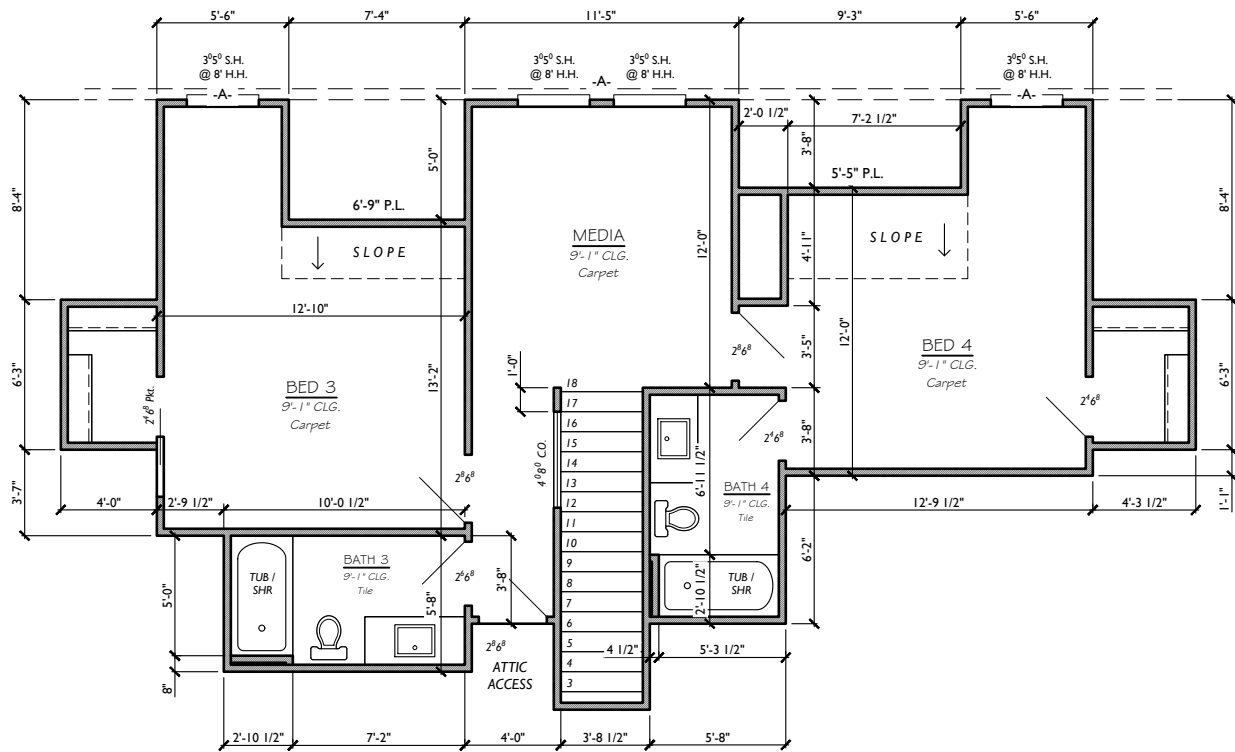 5'-6" 7'-4" 11'-5" 9'-3" 5'-6"
3⁰5⁰ S.H. 3⁰5⁰ S.H. 3⁰5⁰ S.H. 3⁰5⁰ S.H.
@ 8' H.H. @ 8' H.H. @ 8' H.H. @ 8' H.H.
-A- -A- -A-
2'-0 1/2" 7'-2 1/2"
5'-0"
3'-8"
5'-5" P.L.
8'-4"
8'-4"
6'-9" P.L.
SLOPE
MEDIA
9'-1" CLG.
Carpet
12'-0"
4'-11"
SLOPE
12'-10"
13'-2"
1'-0"
2⁸6⁸
3'-5"
12'-0"
BED 4
9'-1" CLG.
Carpet
6'-3"
BED 3
9'-1" CLG.
Carpet
2⁴6⁸ Pkt.
6'-3"
2⁴6⁸
18
17
16
15
14
13
12
11
10
9
8
7
6
5
4
3
4⁰8⁰ C.O.
2⁴6⁸
3'-8"
6'-11 1/2"
BATH 4
9'-1" CLG.
Tile
2⁸6⁸
3'-7"
4'-0" 2'-9 1/2" 10'-0 1/2"
12'-9 1/2" 4'-3 1/2"
1'-1"
6'-2"
2'-10 1/2"
TUB /
SHR
5'-0"
TUB /
SHR
BATH 3
9'-1" CLG.
Tile
2⁶6⁸
3'-8"
5'-8"
2⁸6⁸
ATTIC
ACCESS
4 1/2" 5'-3 1/2"
8"
2'-10 1/2" 7'-2" 4'-0" 3'-8 1/2" 5'-8"